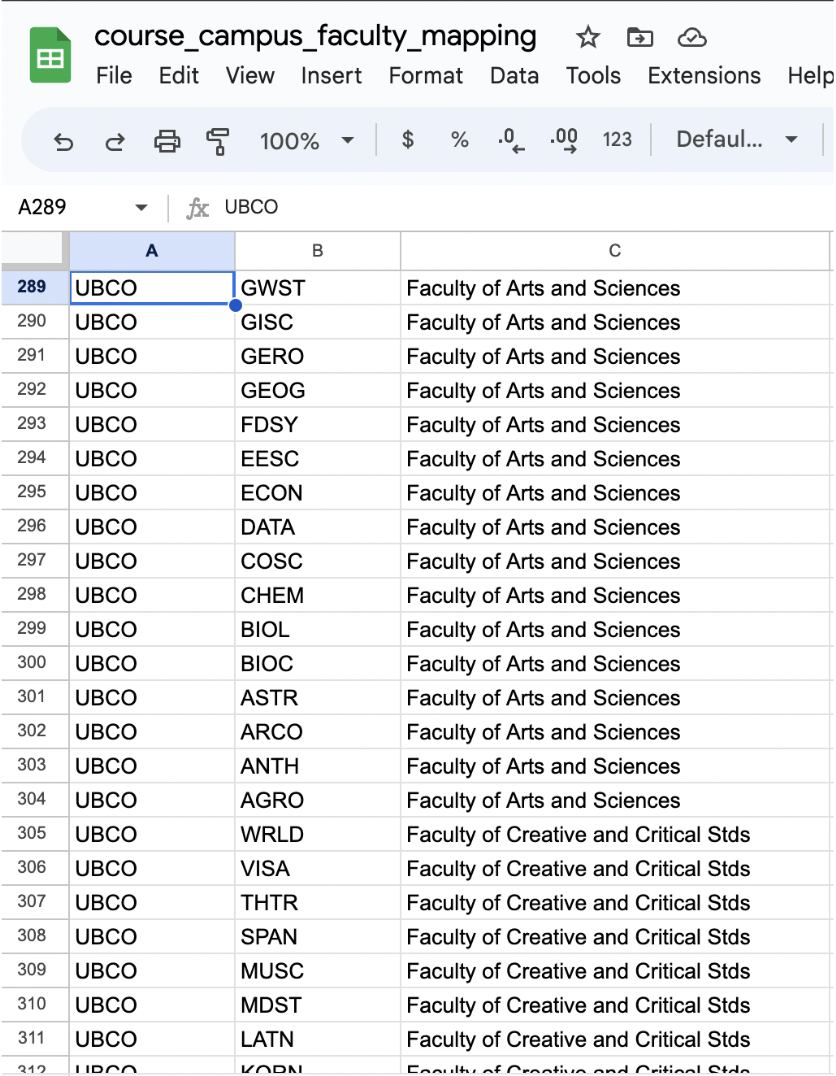 course_campus_faculty_mapping
File Edit View Insert Format Data Tools Extensions Help
100% $ % .0 .00 123 Defaul...
A289 fx UBCO
A B C
289 UBCO GWST Faculty of Arts and Sciences
290 UBCO GISC Faculty of Arts and Sciences
291 UBCO GERO Faculty of Arts and Sciences
292 UBCO GEOG Faculty of Arts and Sciences
293 UBCO FDSY Faculty of Arts and Sciences
294 UBCO EESC Faculty of Arts and Sciences
295 UBCO ECON Faculty of Arts and Sciences
296 UBCO DATA Faculty of Arts and Sciences
297 UBCO COSC Faculty of Arts and Sciences
298 UBCO CHEM Faculty of Arts and Sciences
299 UBCO BIOL Faculty of Arts and Sciences
300 UBCO BIOC Faculty of Arts and Sciences
301 UBCO ASTR Faculty of Arts and Sciences
302 UBCO ARCO Faculty of Arts and Sciences
303 UBCO ANTH Faculty of Arts and Sciences
304 UBCO AGRO Faculty of Arts and Sciences
305 UBCO WRLD Faculty of Creative and Critical Stds
306 UBCO VISA Faculty of Creative and Critical Stds
307 UBCO THTR Faculty of Creative and Critical Stds
308 UBCO SPAN Faculty of Creative and Critical Stds
309 UBCO MUSC Faculty of Creative and Critical Stds
310 UBCO MDST Faculty of Creative and Critical Stds
311 UBCO LATN Faculty of Creative and Critical Stds
312 UBCO KORN Faculty of Creative and Critical Stds